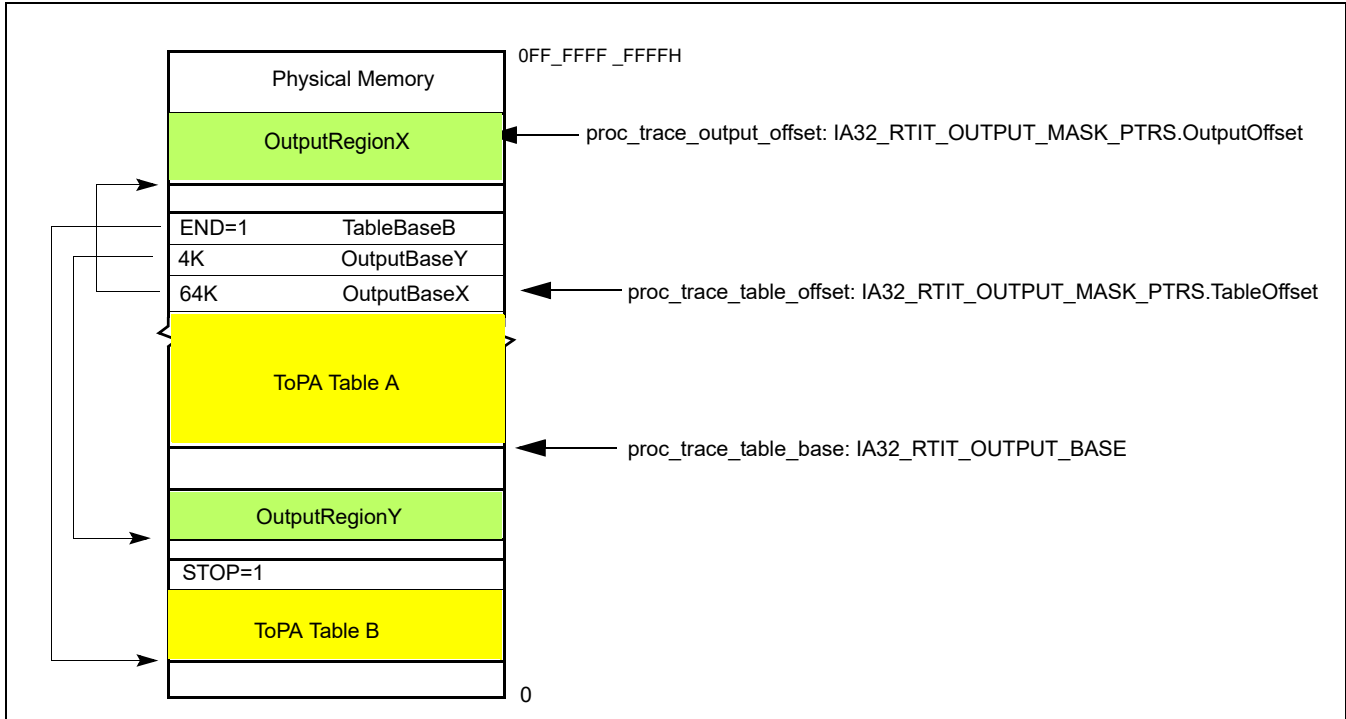 0FF_FFFF _FFFFH
Physical Memory
OutputRegionX
proc_trace_output_offset: IA32_RTIT_OUTPUT_MASK_PTRS.OutputOffset
END=1 TableBaseB
4K OutputBaseY
64K OutputBaseX
proc_trace_table_offset: IA32_RTIT_OUTPUT_MASK_PTRS.TableOffset
ToPA Table A
proc_trace_table_base: IA32_RTIT_OUTPUT_BASE
OutputRegionY
STOP=1
ToPA Table B
0